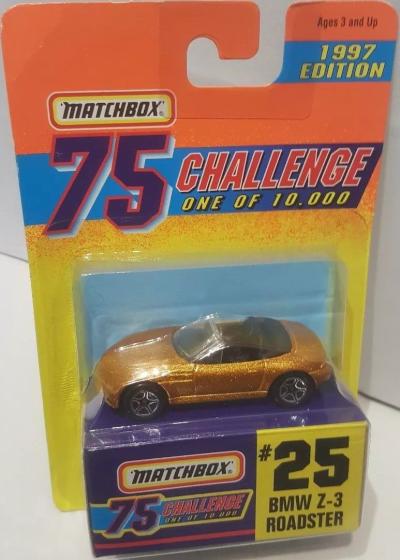 Ages 3 and Up
1997
EDITION
MATCHBOX
75 CHALLENGE
ONE OF 10,000
MATCHBOX
75 CHALLENGE
ONE OF 10,000
#25
BMW Z-3
ROADSTER